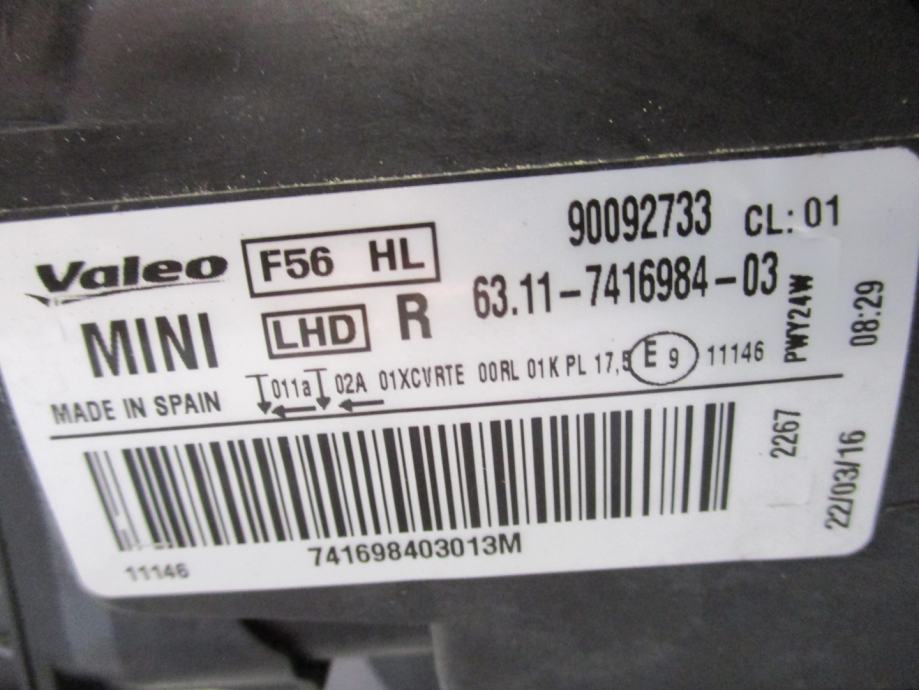 90092733 CL: 01
Valeo F56 HL
63.11-7416984-03
MINI LHD R
PWY24W
08:29
MADE IN SPAIN
011a 02A 01XCVRTE 00RL 01K PL 17,5 E 9 11146
2267
22/03/16
741698403013M
11146